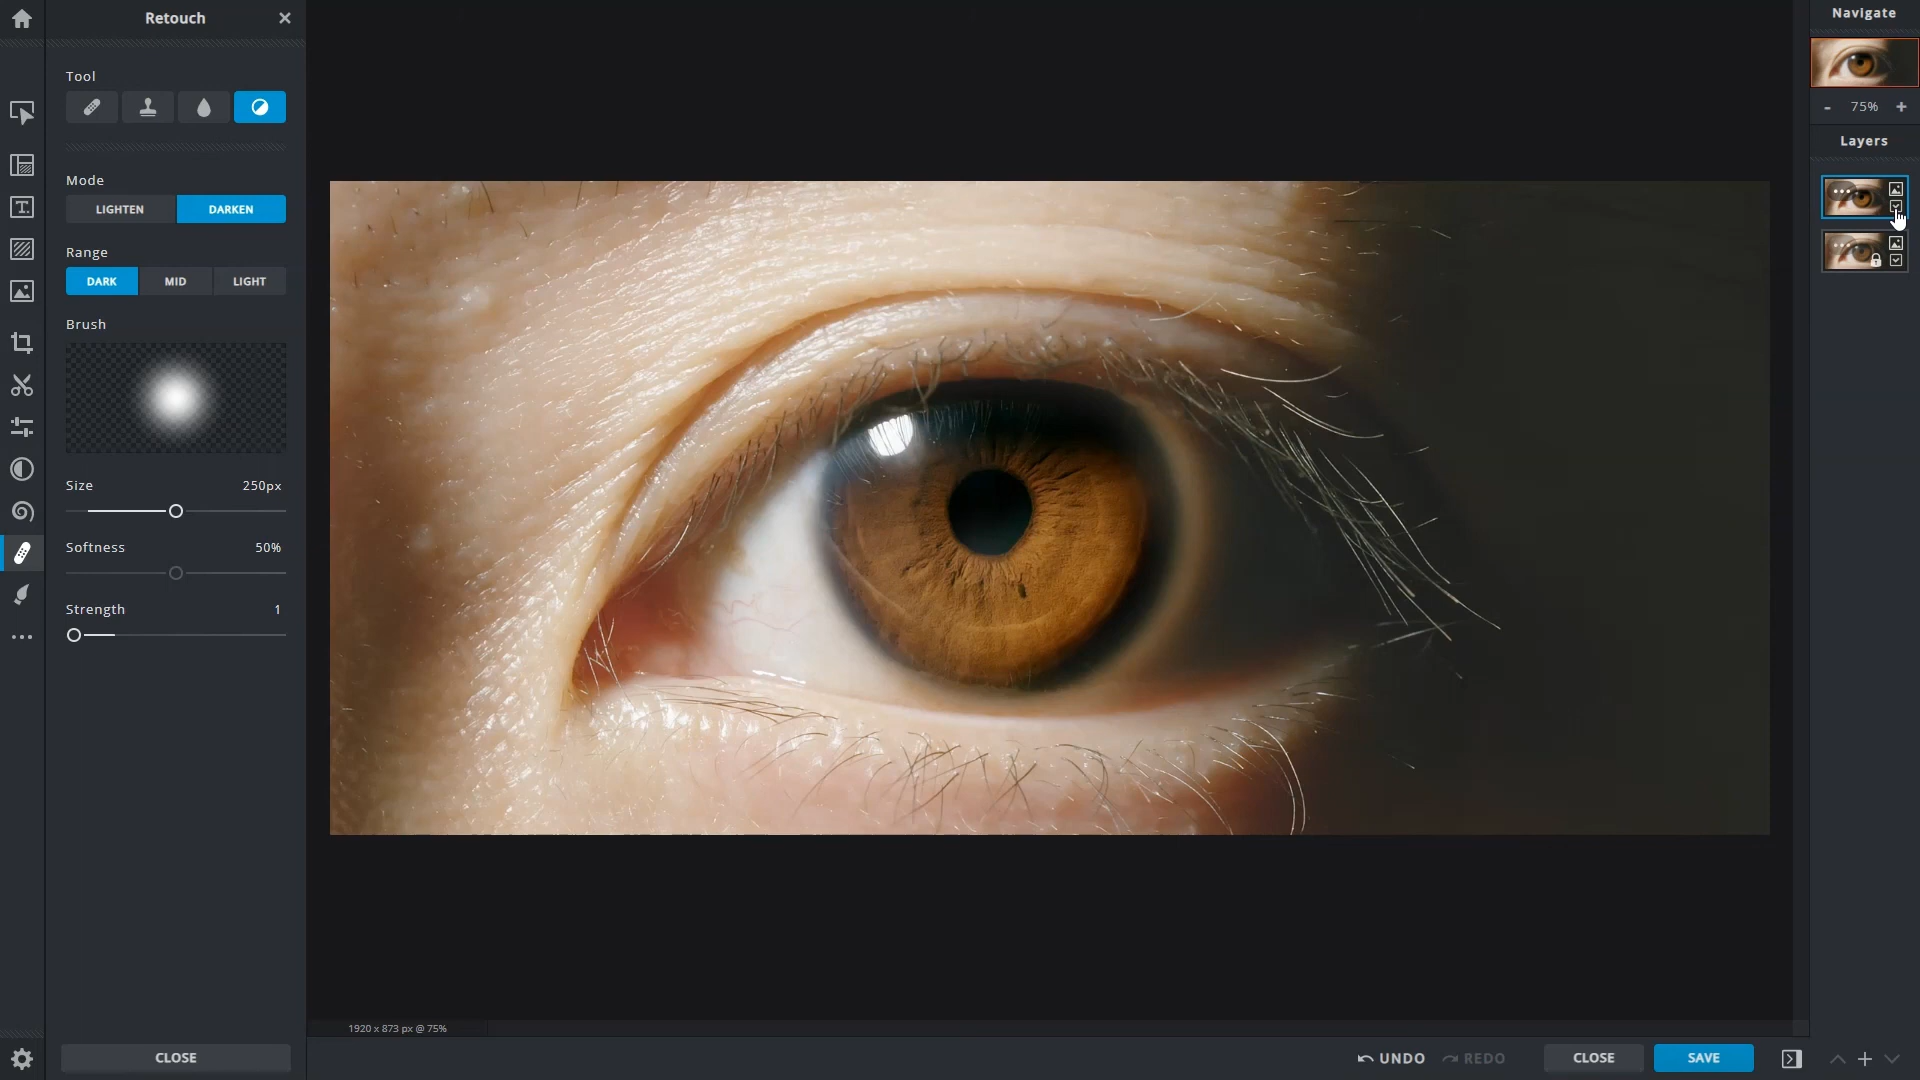 Retouch
Tool
Mode
LIGHTEN DARKEN
Range
DARK MID LIGHT
Brush
Size 250px
Softness 50%
Strength 1
CLOSE
1920 x 873 px @ 75%
UNDO REDO CLOSE SAVE
Navigate
- 75% +
Layers